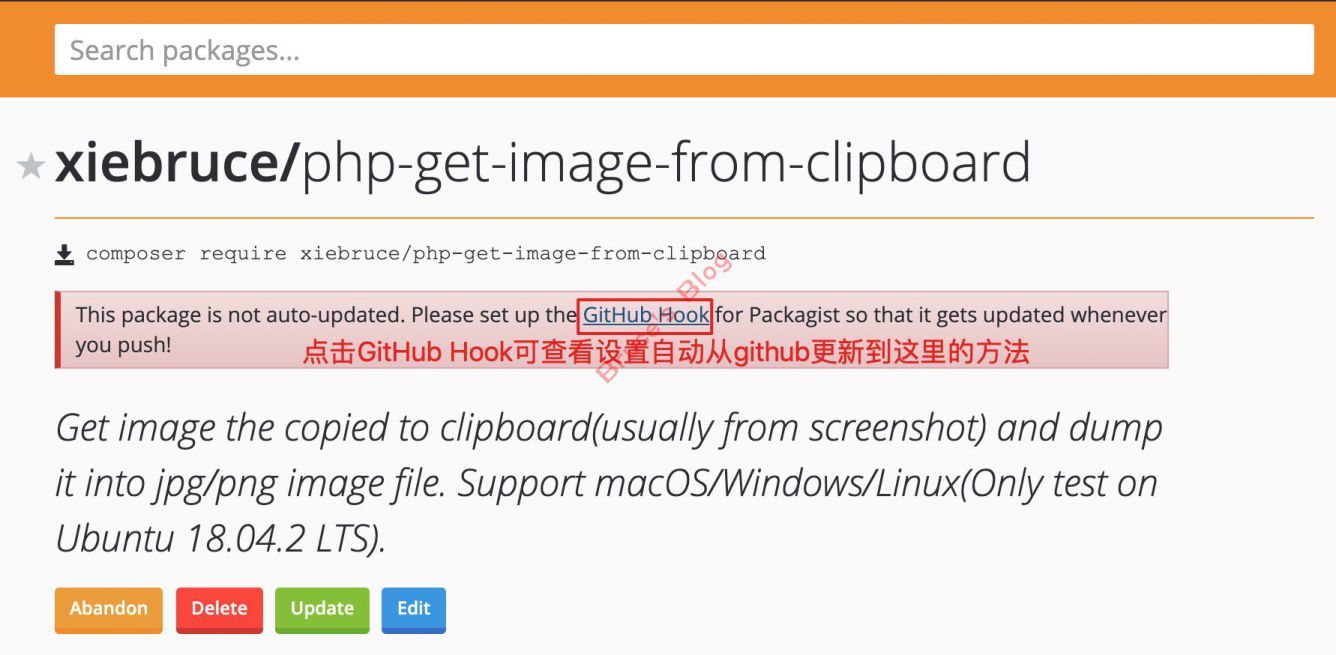 Search packages...
xiebruce/php-get-image-from-clipboard
composer require xiebruce/php-get-image-from-clipboard
This package is not auto-updated. Please set up the GitHub Hook for Packagist so that it gets updated whenever
you push!
点击GitHub Hook可查看设置自动从github更新到这里的方法
Bruce's Blog
Get image the copied to clipboard(usually from screenshot) and dump
it into jpg/png image file. Support macOS/Windows/Linux(Only test on
Ubuntu 18.04.2 LTS).
Abandon Delete Update Edit